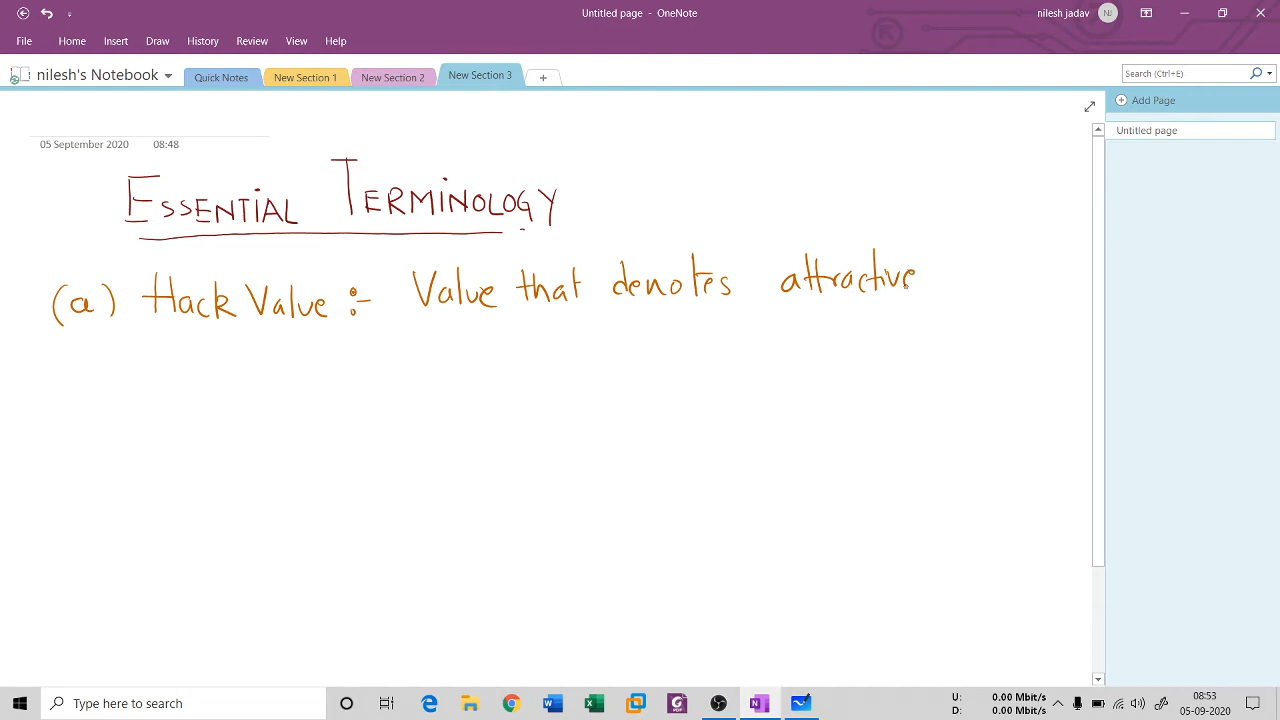 Untitled page - OneNote
nilesh jadav NJ
File Home Insert Draw History Review View Help
nilesh's Notebook Quick Notes New Section 1 New Section 2 New Section 3 + Search (Ctrl+E)
Add Page
Untitled page
05 September 2020 08:48
ESSENTIAL TERMINOLOGY
(a) Hack Value :- Value that denotes attractive
Type here to search
U: 0.00 Mbit/s
D: 0.00 Mbit/s
08:53
05-09-2020